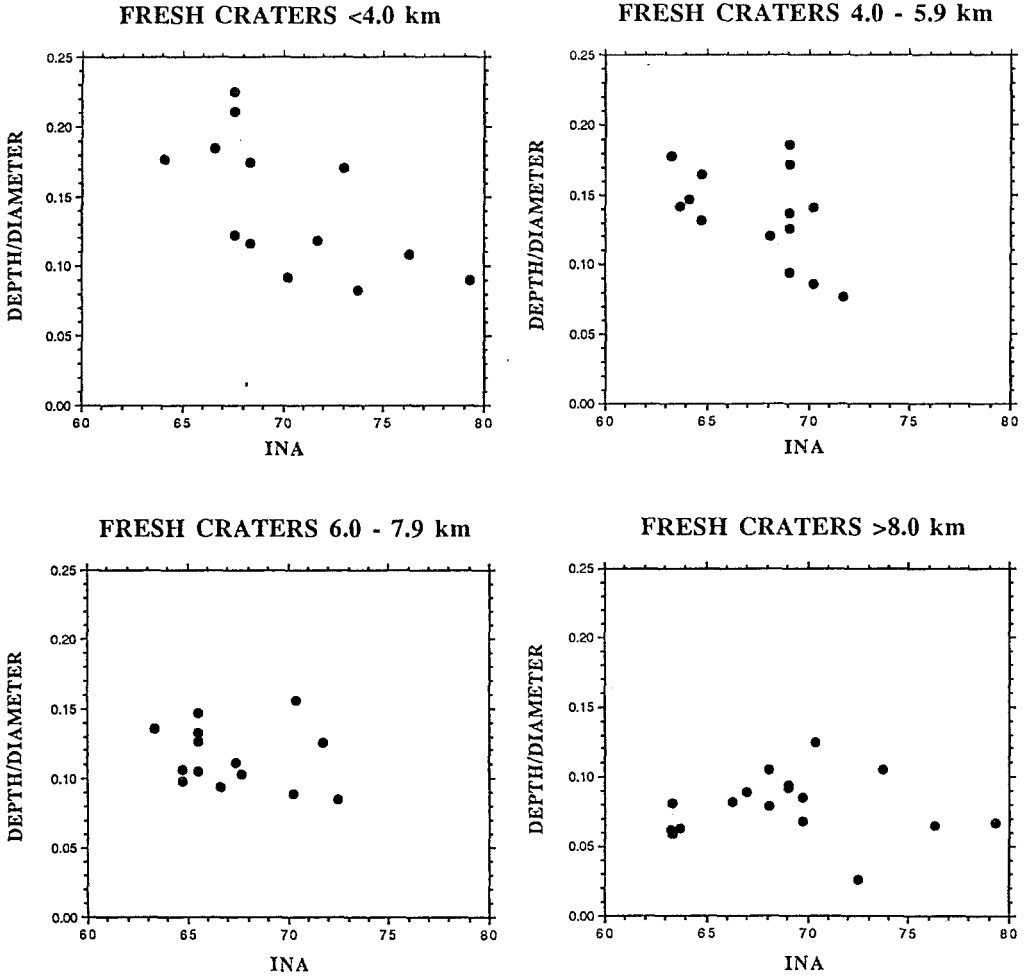 FRESH CRATERS <4.0 km
DEPTH/DIAMETER
0.25
0.20
0.15
0.10
0.05
0.00
60 65 70 75 80
INA
FRESH CRATERS 4.0 - 5.9 km
DEPTH/DIAMETER
0.25
0.20
0.15
0.10
0.05
0.00
60 65 70 75 80
INA
FRESH CRATERS 6.0 - 7.9 km
DEPTH/DIAMETER
0.25
0.20
0.15
0.10
0.05
0.00
60 65 70 75 80
INA
FRESH CRATERS >8.0 km
DEPTH/DIAMETER
0.25
0.20
0.15
0.10
0.05
0.00
60 65 70 75 80
INA